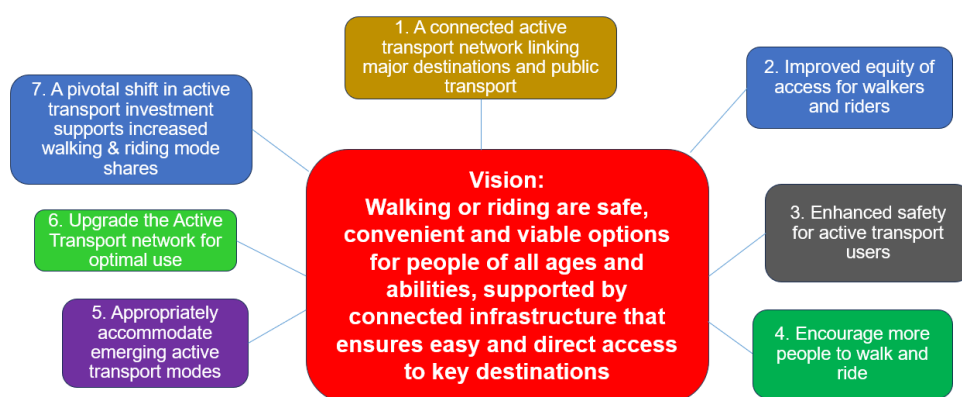 1. A connected active
transport network linking
major destinations and public
transport
2. Improved equity of
access for walkers
and riders
3. Enhanced safety
for active transport
users
4. Encourage more
people to walk and
ride
5. Appropriately
accommodate
emerging active
transport modes
6. Upgrade the Active
Transport network for
optimal use
7. A pivotal shift in active
transport investment
supports increased
walking & riding mode
shares
Vision:
Walking or riding are safe,
convenient and viable options
for people of all ages and
abilities, supported by
connected infrastructure that
ensures easy and direct access
to key destinations